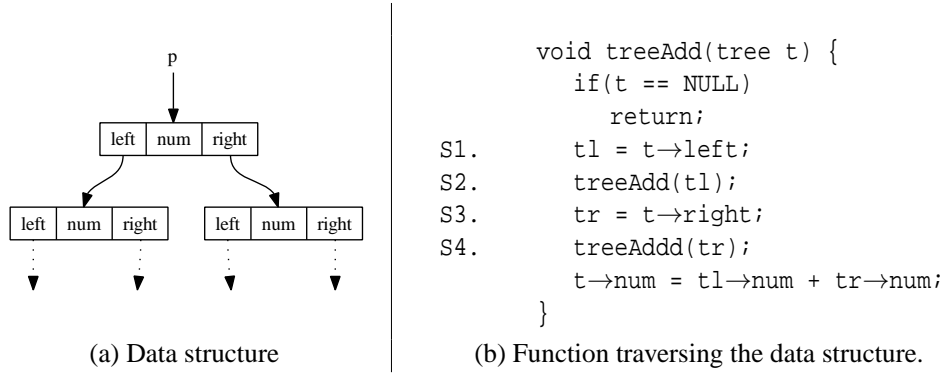 p
left num right
left num right
left num right
(a) Data structure
void treeAdd(tree t) {
if(t == NULL)
return;
S1. tl = t→left;
S2. treeAdd(tl);
S3. tr = t→right;
S4. treeAddd(tr);
t→num = tl→num + tr→num;
}
(b) Function traversing the data structure.